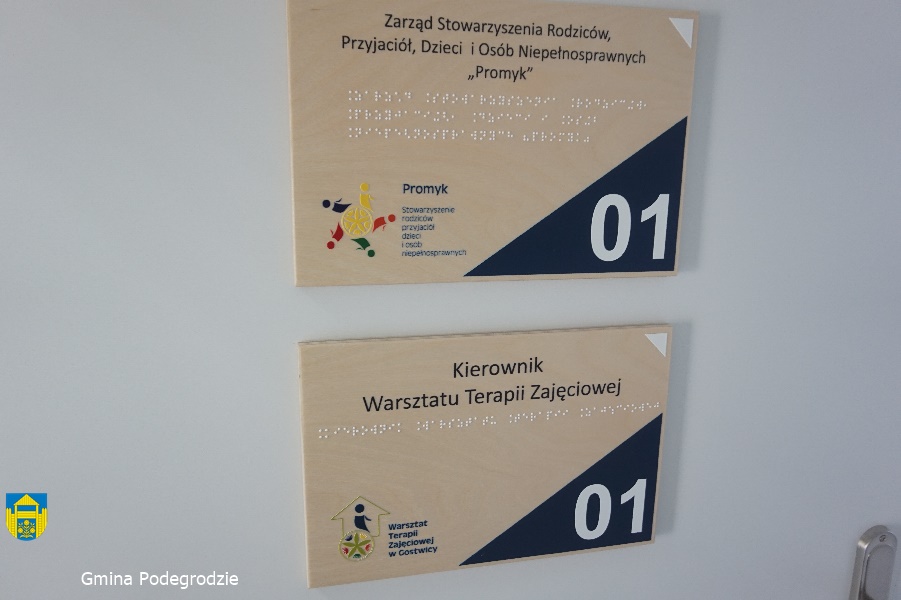 Zarząd Stowarzyszenia Rodziców,
Przyjaciół, Dzieci i Osób Niepełnosprawnych
„Promyk”
Promyk
Stowarzyszenie
rodziców
przyjaciół
dzieci
i osób
niepełnosprawnych
01
Kierownik
Warsztatu Terapii Zajęciowej
Warsztat
Terapii
Zajęciowej
w Gostwicy
01
Gmina Podegrodzie